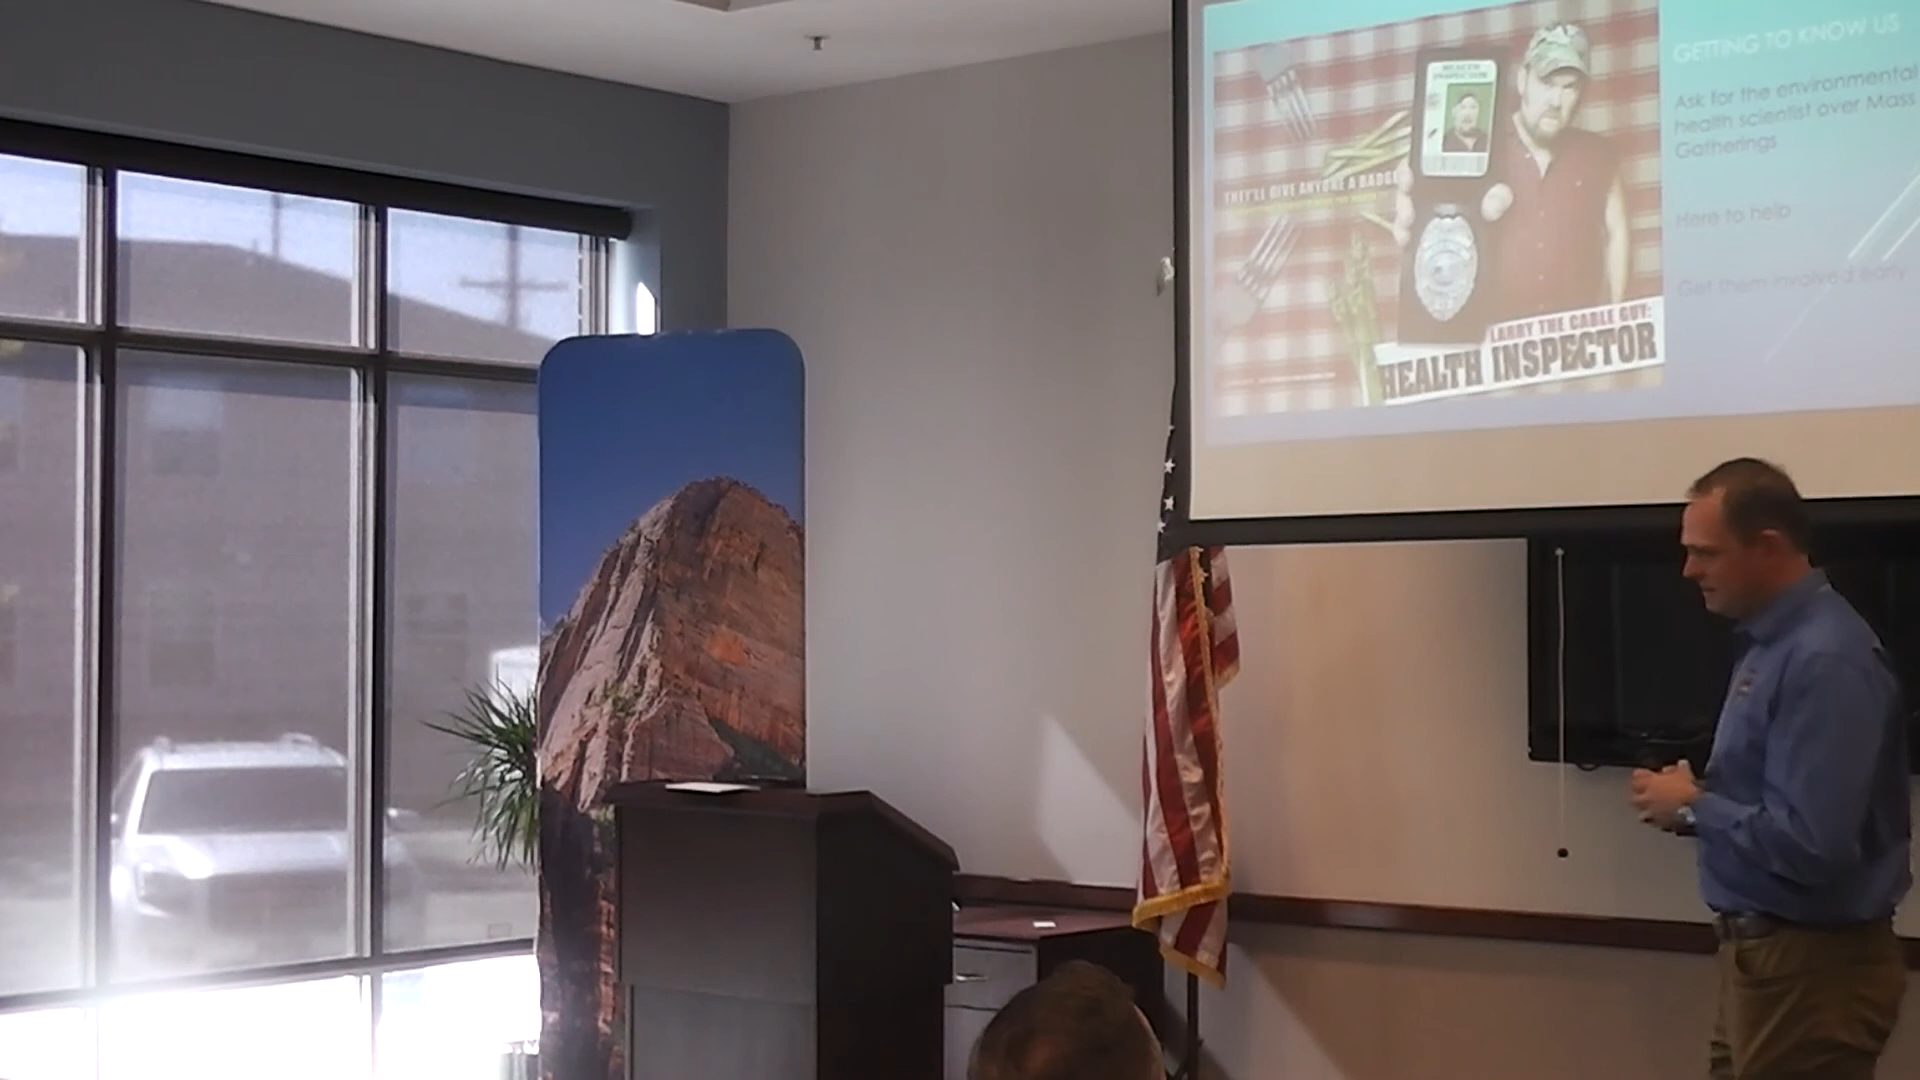 HEALTH
INSPECTOR
THEY'LL GIVE ANYONE A BADGE
LARRY THE CABLE GUY:
HEALTH INSPECTOR
GETTING TO KNOW US
Ask for the environmental
health scientist over Mass
Gatherings
Here to help
Get them involved early